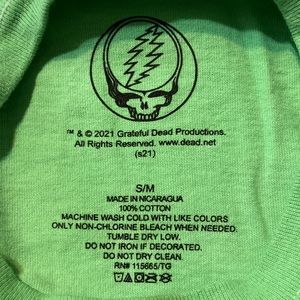 ™ & © 2021 Grateful Dead Productions.
All Rights Reserved. www.dead.net
(s21)
S/M
MADE IN NICARAGUA
100% COTTON
MACHINE WASH COLD WITH LIKE COLORS
ONLY NON-CHLORINE BLEACH WHEN NEEDED.
TUMBLE DRY LOW.
DO NOT IRON IF DECORATED.
DO NOT DRY CLEAN.
RN# 115665/TG